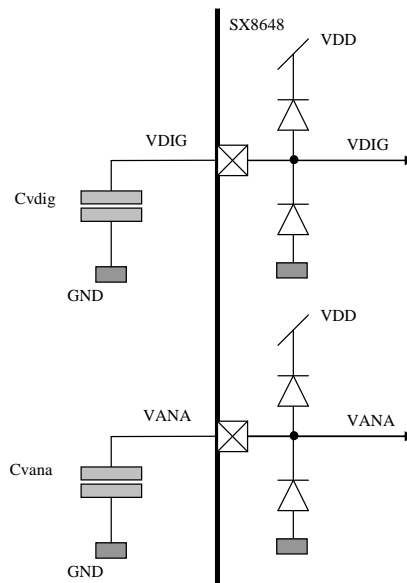 SX8648
VDD
VDIG
VDIG
Cvdig
GND
VDD
VANA
VANA
Cvana
GND